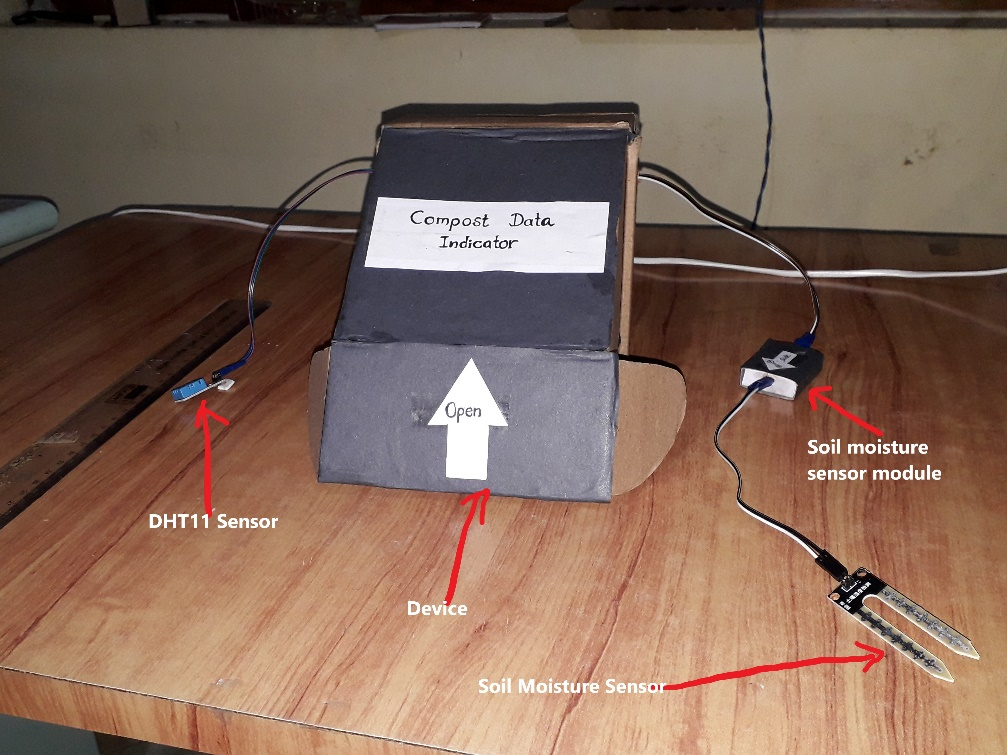 Compost Data
Indicator
Open
Soil moisture
sensor module
DHT11 Sensor
Device
Soil Moisture Sensor